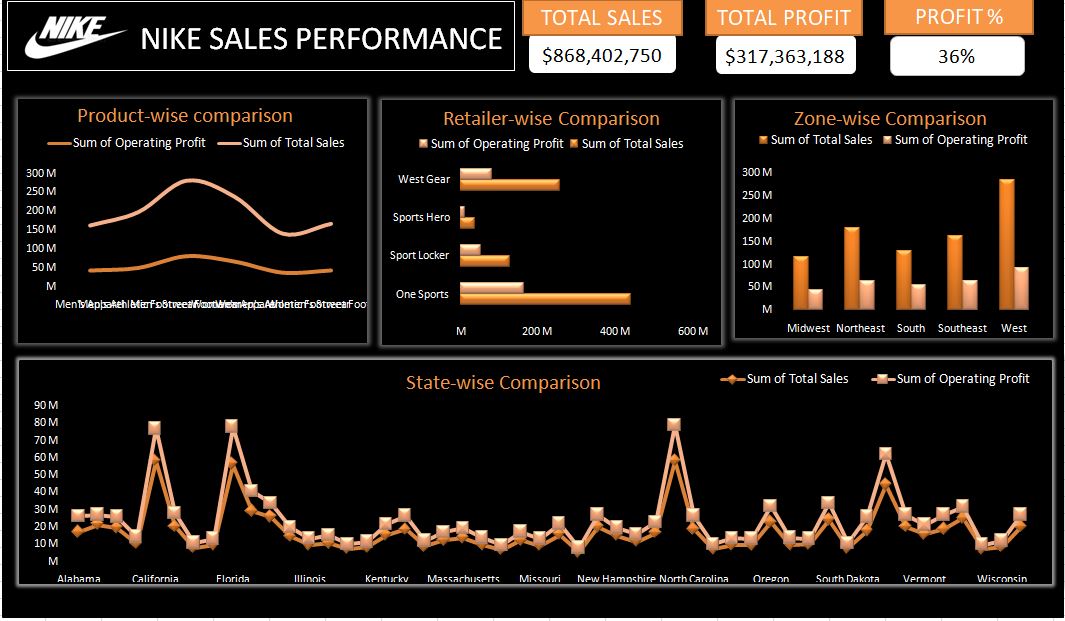 NIKE
NIKE SALES PERFORMANCE
TOTAL SALES
$868,402,750
TOTAL PROFIT
$317,363,188
PROFIT %
36%
Product-wise comparison
Sum of Operating Profit Sum of Total Sales
300 M
250 M
200 M
150 M
100 M
50 M
M
Retailer-wise Comparison
Sum of Operating Profit Sum of Total Sales
West Gear
Sports Hero
Sport Locker
One Sports
M 200 M 400 M 600 M
Zone-wise Comparison
Sum of Total Sales Sum of Operating Profit
300 M
250 M
200 M
150 M
100 M
50 M
M
Midwest Northeast South Southeast West
State-wise Comparison
Sum of Total Sales Sum of Operating Profit
90 M
80 M
70 M
60 M
50 M
40 M
30 M
20 M
10 M
M
Alabama California Florida Illinois Kentucky Massachusetts Missouri New Hampshire North Carolina Oregon South Dakota Vermont Wisconsin